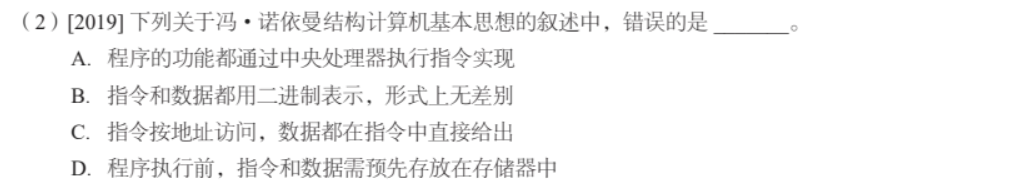 （2）[2019] 下列关于冯·诺依曼结构计算机基本思想的叙述中，错误的是 ______。
A. 程序的功能都通过中央处理器执行指令实现
B. 指令和数据都用二进制表示，形式上无差别
C. 指令按地址访问，数据都在指令中直接给出
D. 程序执行前，指令和数据需预先存放在存储器中